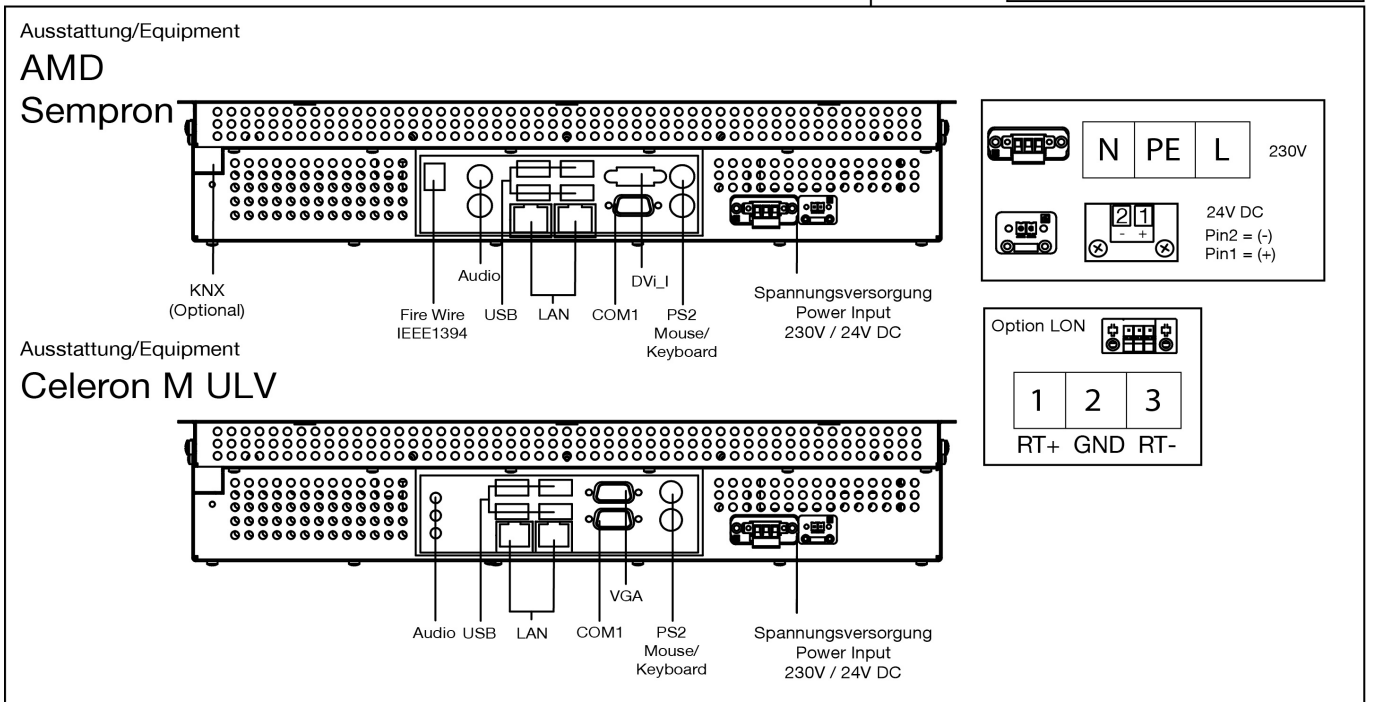 Ausstattung/Equipment
AMD
Sempron
KNX
(Optional)
Fire Wire
IEEE1394
Audio
USB
LAN
COM1
DVi_I
PS2
Mouse/
Keyboard
Spannungsversorgung
Power Input
230V / 24V DC
N PE L 230V
2 1
- +
24V DC
Pin2 = (-)
Pin1 = (+)
Option LON
1 2 3
RT+ GND RT-
Ausstattung/Equipment
Celeron M ULV
Audio
USB
LAN
COM1
VGA
PS2
Mouse/
Keyboard
Spannungsversorgung
Power Input
230V / 24V DC